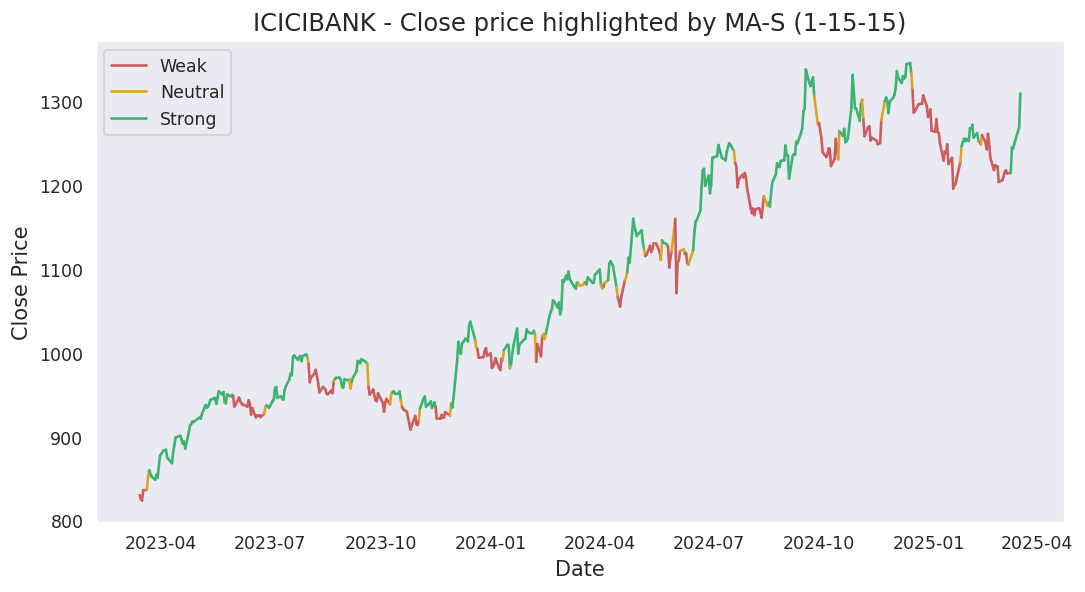 ICICIBANK - Close price highlighted by MA-S (1-15-15)
Weak
Neutral
Strong
Close Price
1300
1200
1100
1000
900
800
2023-04 2023-07 2023-10 2024-01 2024-04 2024-07 2024-10 2025-01 2025-04
Date